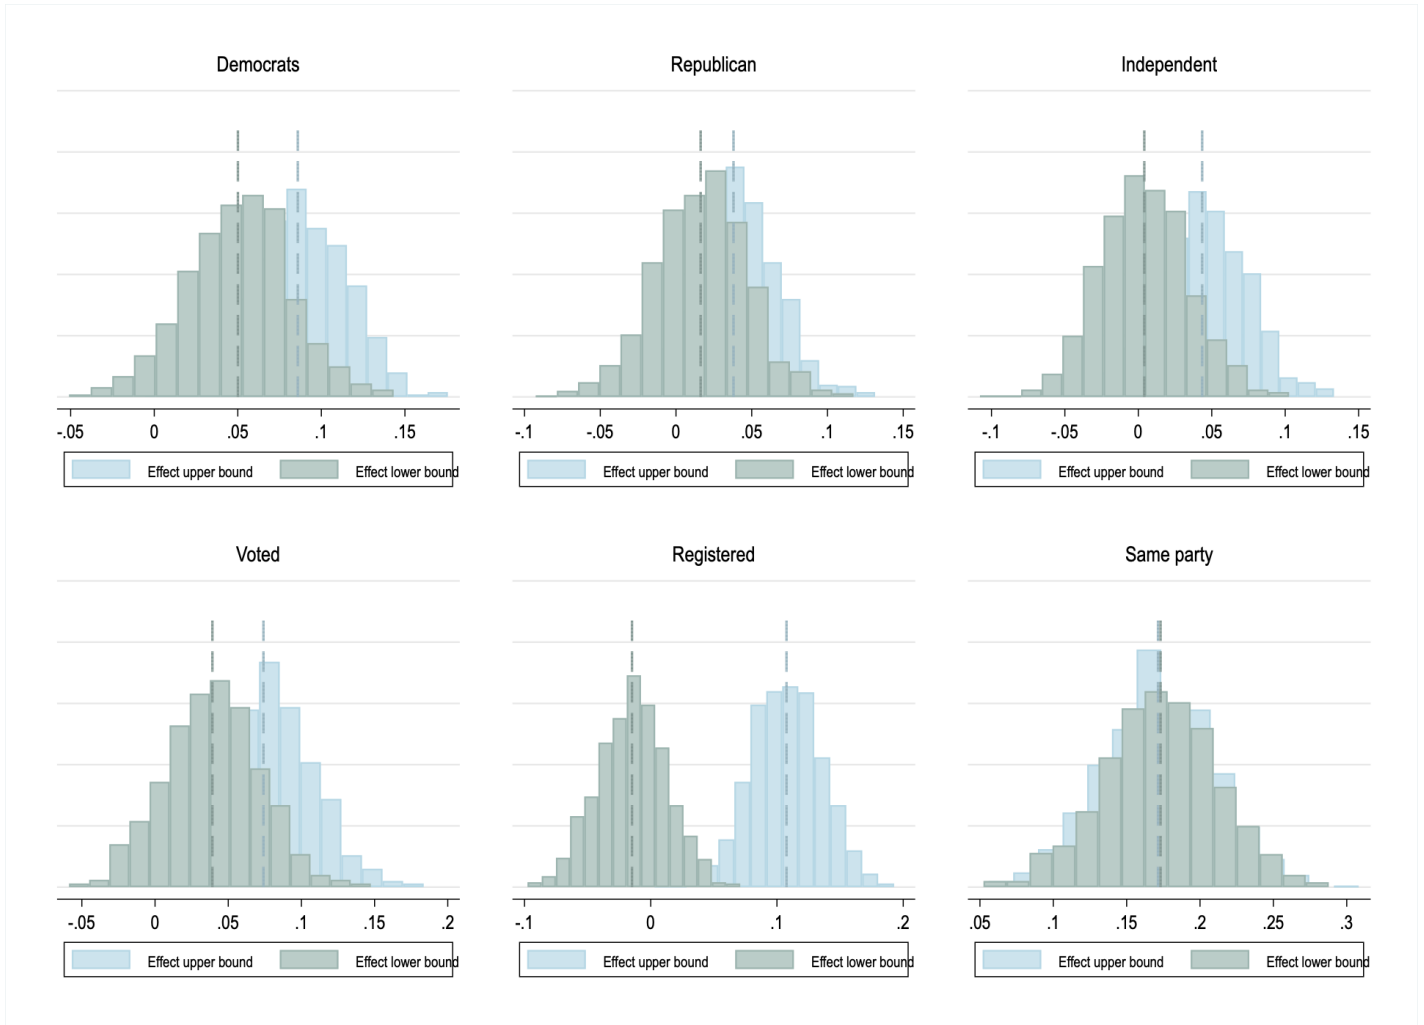 Democrats
-.05 0 .05 .1 .15
Effect upper bound Effect lower bound
Republican
-.1 -.05 0 .05 .1 .15
Effect upper bound Effect lower bound
Independent
-.1 -.05 0 .05 .1 .15
Effect upper bound Effect lower bound
Voted
-.05 0 .05 .1 .15 .2
Effect upper bound Effect lower bound
Registered
-.1 0 .1 .2
Effect upper bound Effect lower bound
Same party
.05 .1 .15 .2 .25 .3
Effect upper bound Effect lower bound